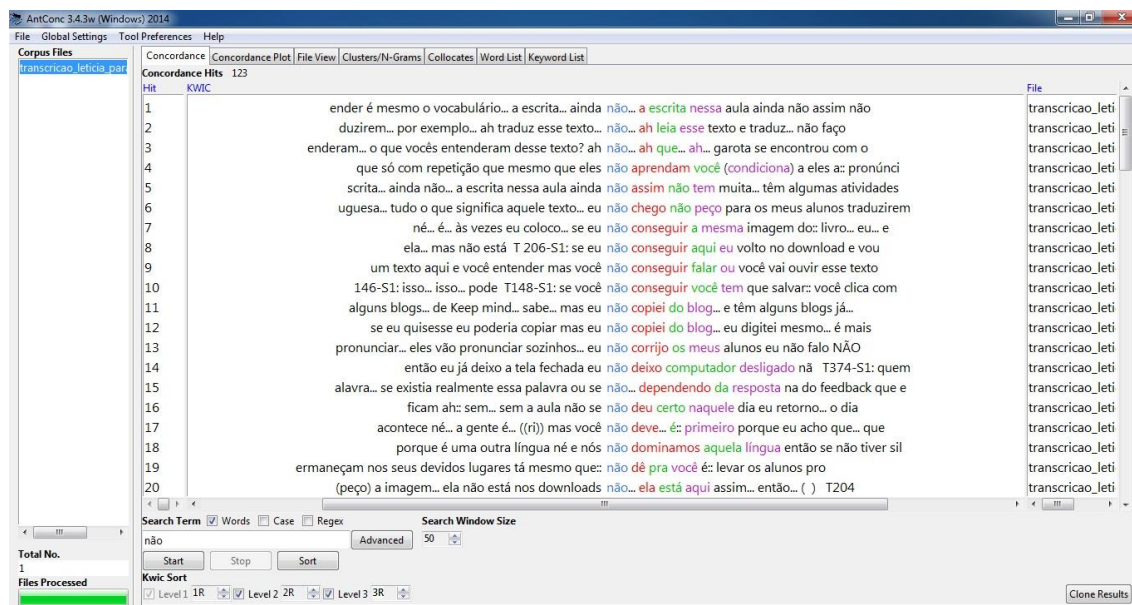 AntConc 3.4.3w (Windows) 2014
File Global Settings Tool Preferences Help
Corpus Files
transcricao_leticia_par
Concordance Concordance Plot File View Clusters/N-Grams Collocates Word List Keyword List
Concordance Hits 123
Hit KWIC File
1 ender é mesmo o vocabulário... a escrita... ainda não... a escrita nessa aula ainda não assim não transcricao_leti
2 duzirem... por exemplo... ah traduz esse texto... não... ah leia esse texto e traduz... não faço transcricao_leti
3 enderam... o que vocês entenderam desse texto? ah não... ah que... ah... garota se encontrou com o transcricao_leti
4 que só com repetição que mesmo que eles não aprendam você (condiciona) a eles a:: pronúnci transcricao_leti
5 scrita... ainda não... a escrita nessa aula ainda não assim não tem muita... têm algumas atividades transcricao_leti
6 uguesa... tudo o que significa aquele texto... eu não chego não peço para os meus alunos traduzirem transcricao_leti
7 né... é... às vezes eu coloco... se eu não conseguir a mesma imagem do:: livro... eu... e transcricao_leti
8 ela... mas não está T 206-S1: se eu não conseguir aqui eu volto no download e vou transcricao_leti
9 um texto aqui e você entender mas você não conseguir falar ou você vai ouvir esse texto transcricao_leti
10 146-S1: isso... isso... pode T148-S1: se você não conseguir você tem que salvar:: você clica com transcricao_leti
11 alguns blogs... de Keep mind... sabe... mas eu não copiei do blog... e têm alguns blogs já... transcricao_leti
12 se eu quisesse eu poderia copiar mas eu não copiei do blog... eu digitei mesmo... é mais transcricao_leti
13 pronunciar... eles vão pronunciar sozinhos... eu não corrijo os meus alunos eu não falo NÃO transcricao_leti
14 então eu já deixo a tela fechada eu não deixo computador desligado nã T374-S1: quem transcricao_leti
15 alavra... se existia realmente essa palavra ou se não... dependendo da resposta na do feedback que e transcricao_leti
16 ficam ah:: sem... sem a aula não se não deu certo naquele dia eu retorno... o dia transcricao_leti
17 acontece né... a gente é... ((ri)) mas você não deve... é:: primeiro porque eu acho que... que transcricao_leti
18 porque é uma outra língua né e nós não dominamos aquela língua então se não tiver sil transcricao_leti
19 ermaneçam nos seus devidos lugares tá mesmo que:: não dê pra você é:: levar os alunos pro transcricao_leti
20 (peço) a imagem... ela não está nos downloads não... ela está aqui assim... então... ( ) T204 transcricao_leti
Search Term Words Case Regex Search Window Size
não Advanced 50
Start Stop Sort
Total No.
1
Files Processed
Kwic Sort
Level 1 1R Level 2 2R Level 3 3R Clone Results